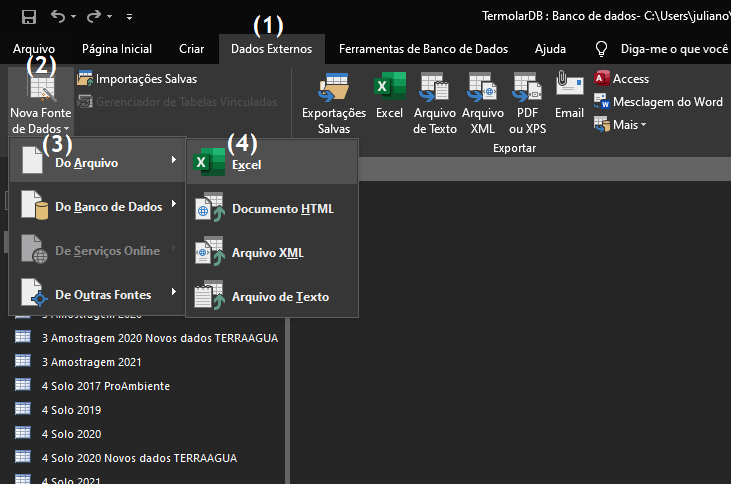 (1)
TermolarDB : Banco de dados- C:\Users\juliano\
Arquivo Página Inicial Criar Dados Externos Ferramentas de Banco de Dados Ajuda Diga-me o que você
(2)
Nova Fonte
de Dados
Importações Salvas
Gerenciador de Tabelas Vinculadas
Exportações
Salvas
Excel
Arquivo
de Texto
Arquivo
XML
PDF
ou XPS
Email
Access
Mesclagem do Word
Mais
Exportar
(3)
Do Arquivo
Do Banco de Dados
De Serviços Online
De Outras Fontes
(4)
Excel
Documento HTML
Arquivo XML
Arquivo de Texto
3 Amostragem 2020
3 Amostragem 2020 Novos dados TERRAAGUA
3 Amostragem 2021
4 Solo 2017 ProAmbiente
4 Solo 2019
4 Solo 2020
4 Solo 2020 Novos dados TERRAAGUA
4 Solo 2021